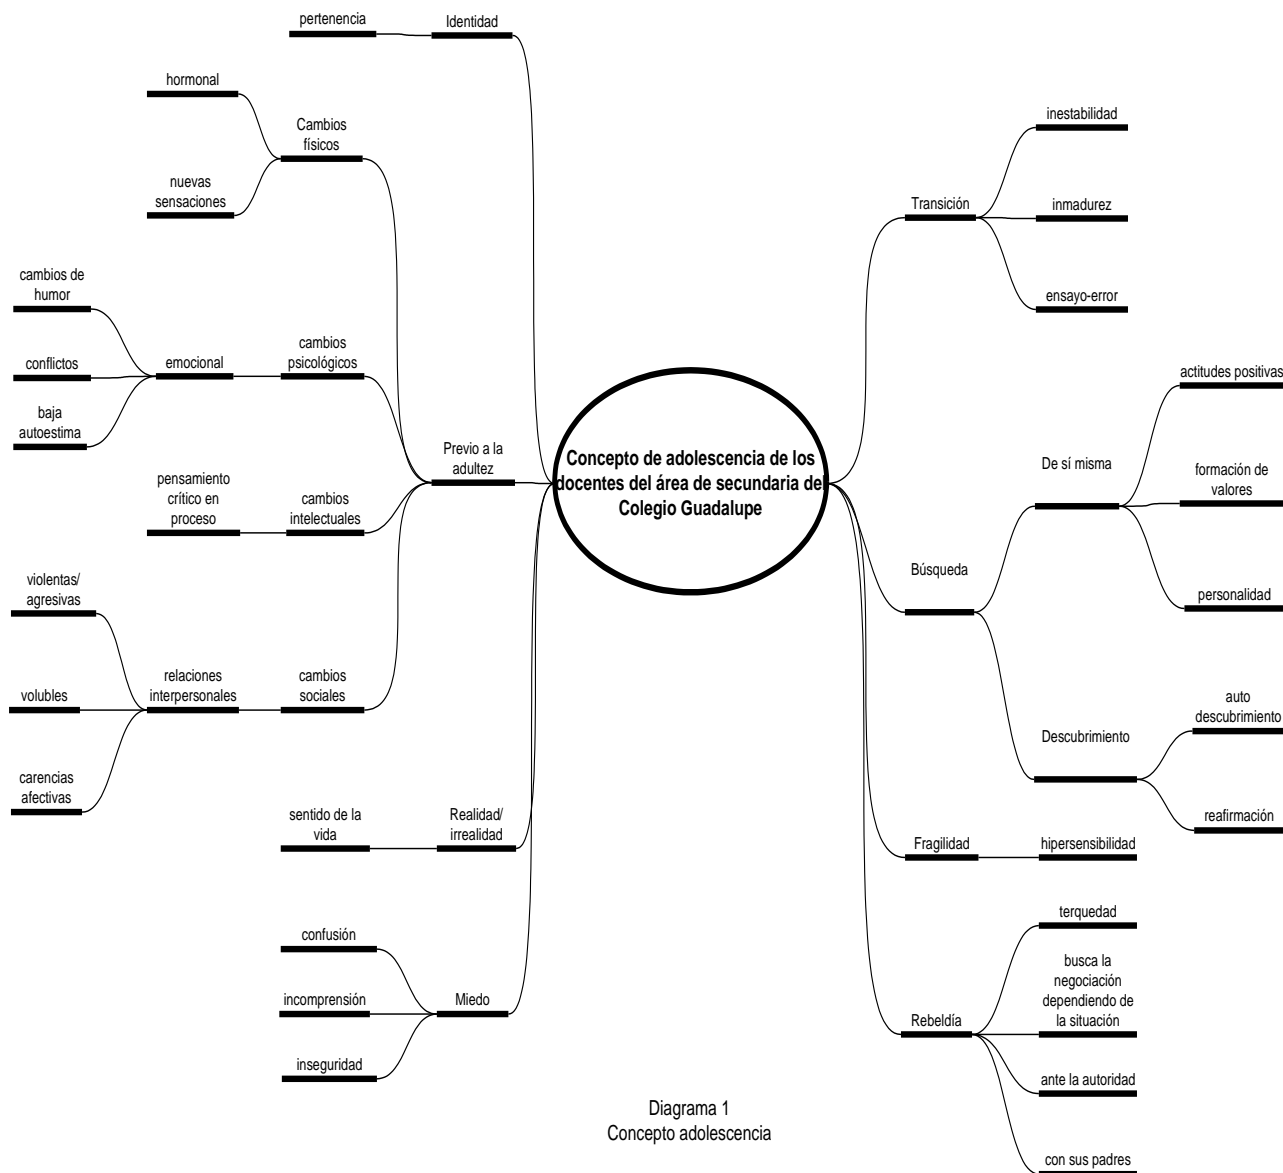 pertenencia
Identidad
hormonal
Cambios
físicos
nuevas
sensaciones
cambios de
humor
conflictos
baja
autoestima
emocional
cambios
psicológicos
Previo a la
adultez
pensamiento
crítico en
proceso
cambios
intelectuales
violentas/
agresivas
volubles
carencias
afectivas
relaciones
interpersonales
cambios
sociales
sentido de la
vida
Realidad/
irrealidad
confusión
incomprensión
inseguridad
Miedo
Concepto de adolescencia de los
docentes del área de secundaria del
Colegio Guadalupe
Transición
inestabilidad
inmadurez
ensayo-error
Búsqueda
De sí misma
actitudes positivas
formación de
valores
personalidad
Descubrimiento
auto
descubrimiento
reafirmación
Fragilidad
hipersensibilidad
Rebeldía
terquedad
busca la
negociación
dependiendo de
la situación
ante la autoridad
con sus padres
Diagrama 1
Concepto adolescencia